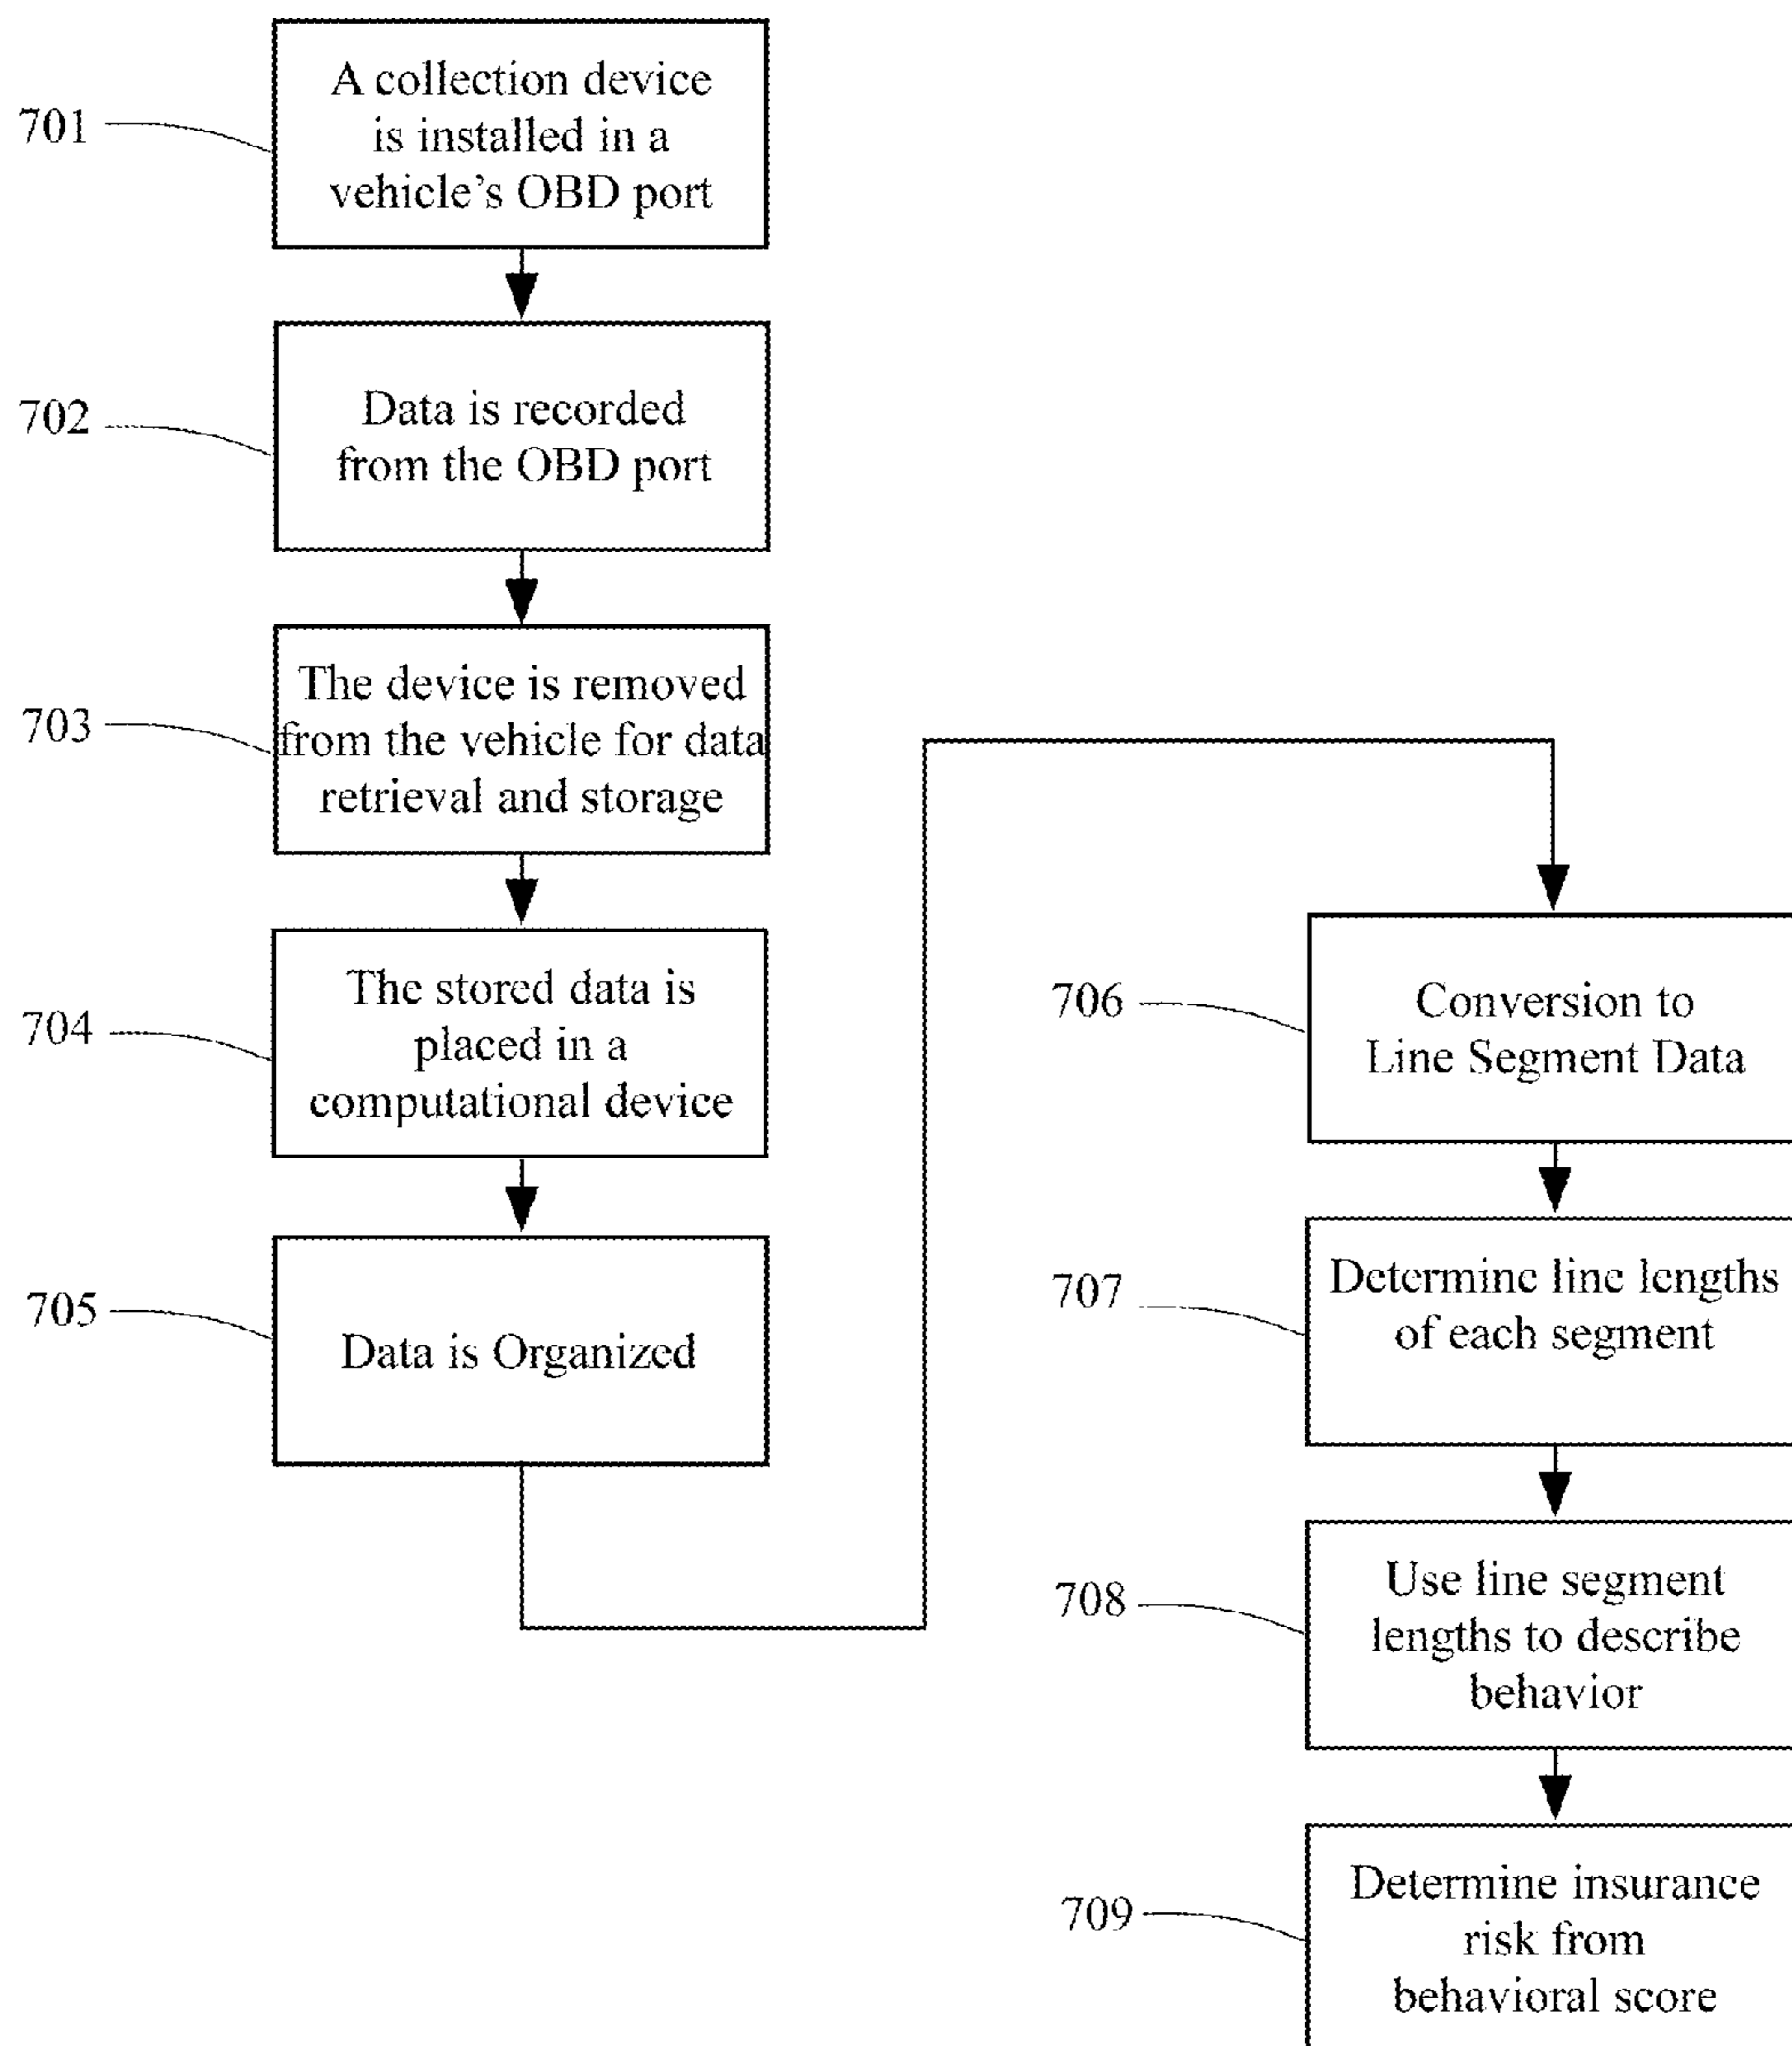 701
A collection device
is installed in a
vehicle's OBD port
702
Data is recorded
from the OBD port
703
The device is removed
from the vehicle for data
retrieval and storage
704
The stored data is
placed in a
computational device
705
Data is Organized
706
Conversion to
Line Segment Data
707
Determine line lengths
of each segment
708
Use line segment
lengths to describe
behavior
709
Determine insurance
risk from
behavioral score